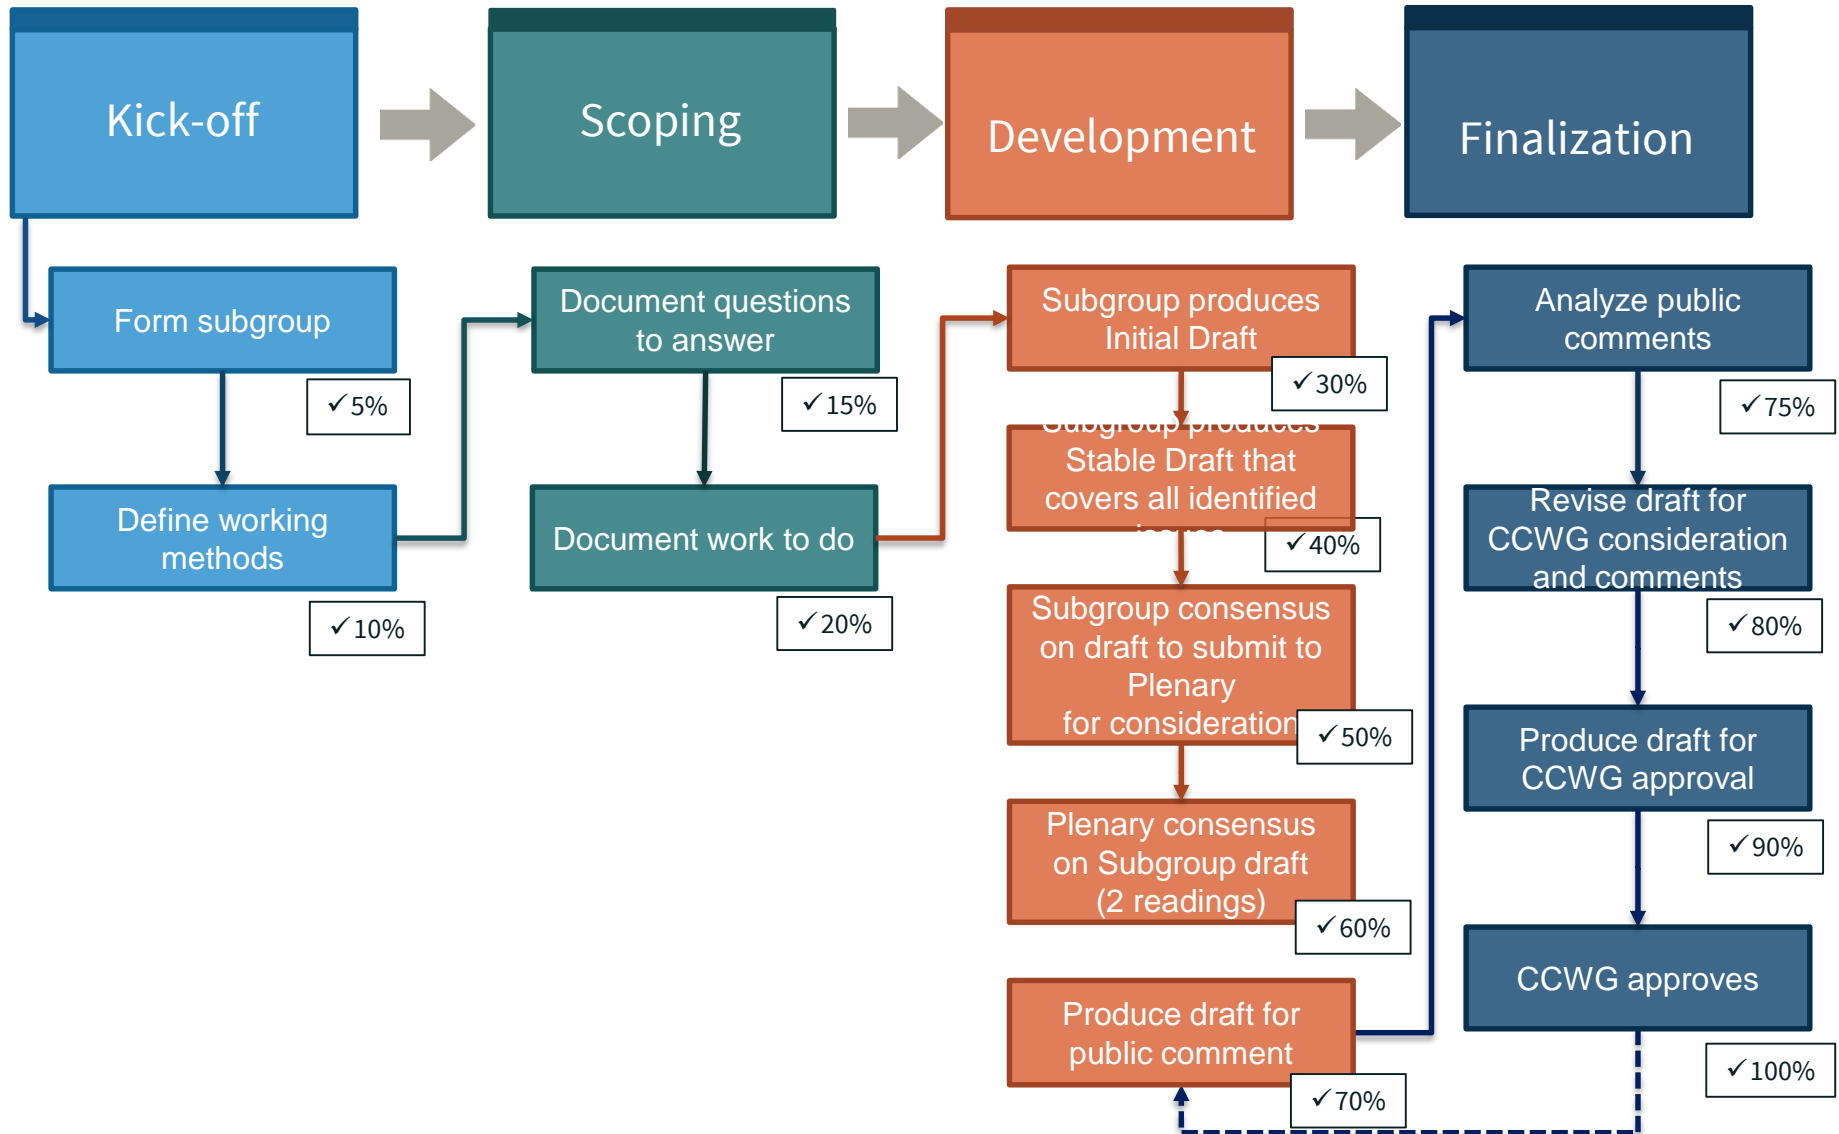 Kick-off
Scoping
Development
Finalization
Form subgroup
✓5%
Define working
methods
✓10%
Document questions
to answer
✓15%
Document work to do
✓20%
Subgroup produces
Initial Draft
✓30%
Subgroup produces
Stable Draft that
covers all identified
issues
✓40%
Subgroup consensus
on draft to submit to
Plenary
for consideration
✓50%
Plenary consensus
on Subgroup draft
(2 readings)
✓60%
Produce draft for
public comment
✓70%
Analyze public
comments
✓75%
Revise draft for
CCWG consideration
and comments
✓80%
Produce draft for
CCWG approval
✓90%
CCWG approves
✓100%